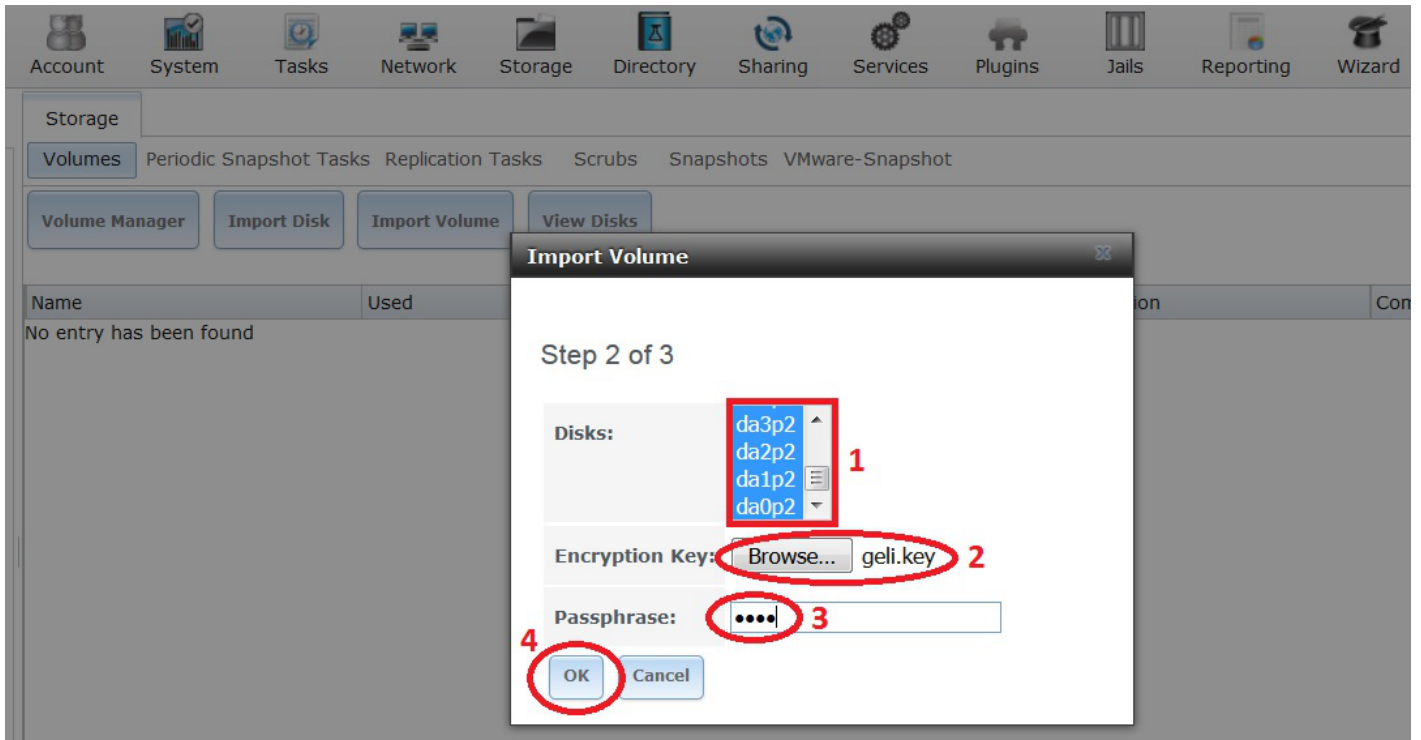 Account System Tasks Network Storage Directory Sharing Services Plugins Jails Reporting Wizard
Storage
Volumes Periodic Snapshot Tasks Replication Tasks Scrubs Snapshots VMware-Snapshot
Volume Manager Import Disk Import Volume View Disks
Import Volume
Name Used
No entry has been found
Step 2 of 3
Disks:
da3p2
da2p2
da1p2
da0p2
1
Encryption Key: Browse... geli.key 2
Passphrase: •••• 3
4
OK Cancel